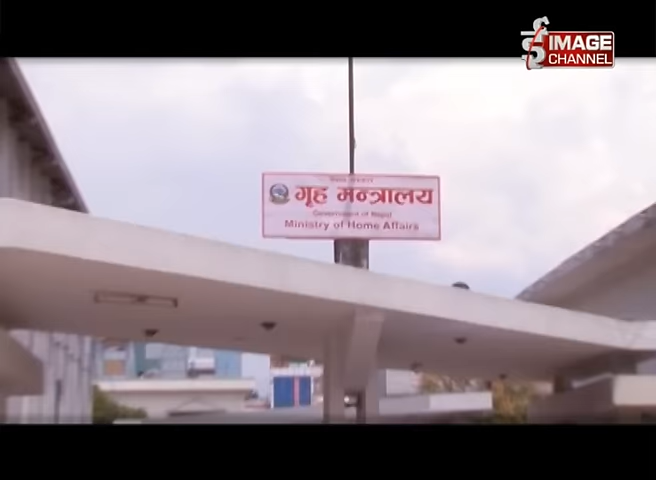 IMAGE
CHANNEL
गृह मन्त्रालय
Government of Nepal
Ministry of Home Affairs